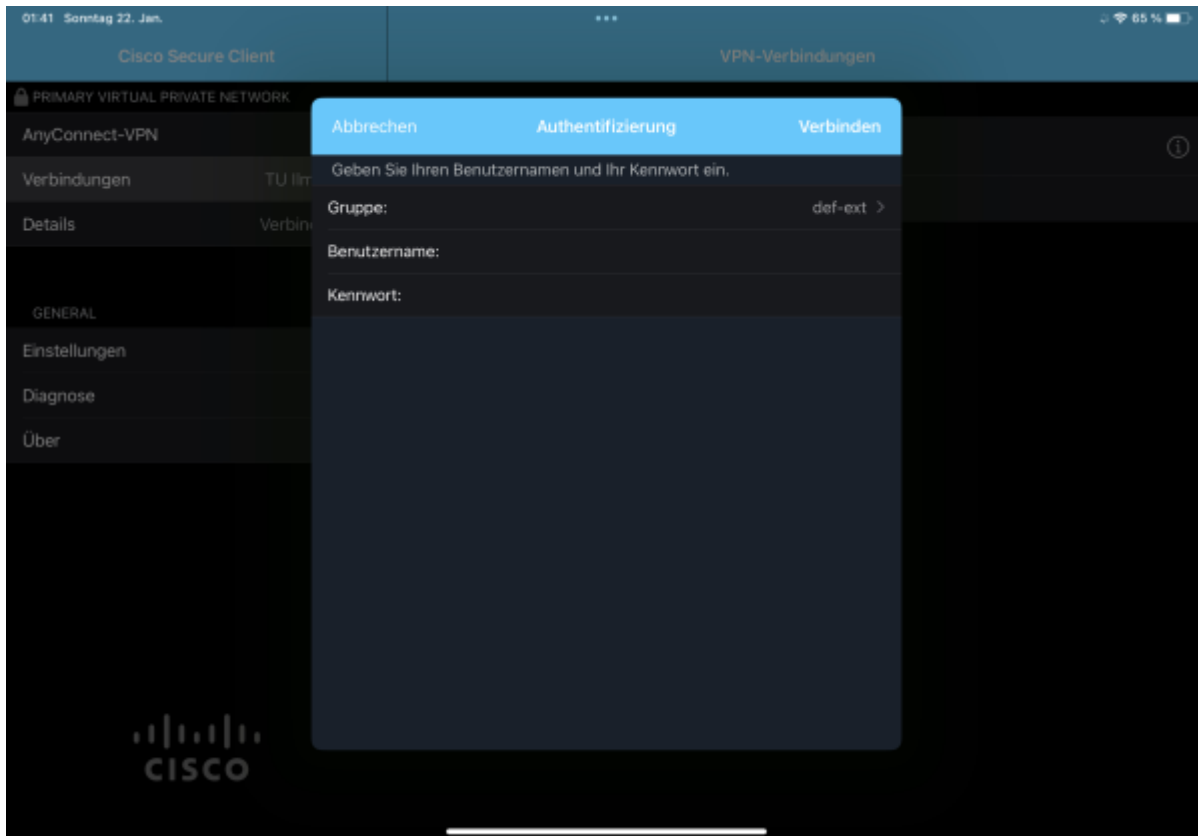 01:41 Sonntag 22. Jan.
65 %
Cisco Secure Client
VPN-Verbindungen
PRIMARY VIRTUAL PRIVATE NETWORK
AnyConnect-VPN
Verbindungen TU
Details
GENERAL
Einstellungen
Diagnose
Über
CISCO
Abbrechen Authentifizierung Verbinden
Geben Sie Ihren Benutzernamen und Ihr Kennwort ein.
Gruppe: def-ext
Benutzername:
Kennwort: